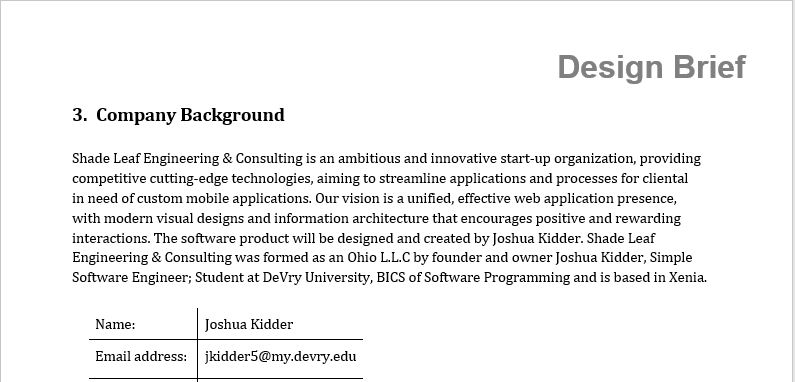 Design Brief
3. Company Background
Shade Leaf Engineering & Consulting is an ambitious and innovative start-up organization, providing
competitive cutting-edge technologies, aiming to streamline applications and processes for cliental
in need of custom mobile applications. Our vision is a unified, effective web application presence,
with modern visual designs and information architecture that encourages positive and rewarding
interactions. The software product will be designed and created by Joshua Kidder. Shade Leaf
Engineering & Consulting was formed as an Ohio L.L.C by founder and owner Joshua Kidder, Simple
Software Engineer; Student at DeVry University, BICS of Software Programming and is based in Xenia.
Name: Joshua Kidder
Email address: jkidder5@my.devry.edu